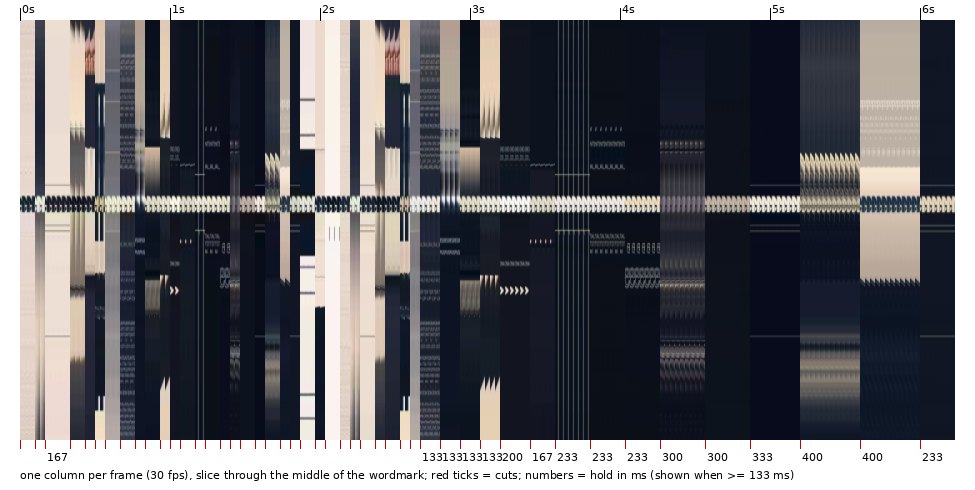 0s 1s 2s 3s 4s 5s 6s
167 133 133 133 133 200 167 233 233 233 300 300 333 400 400 233
one column per frame (30 fps), slice through the middle of the wordmark; red ticks = cuts; numbers = hold in ms (shown when >= 133 ms)